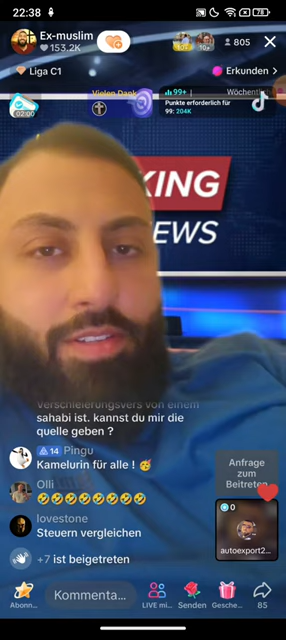 22:38
78
Ex-muslim
153.2K
805
Liga C1
Erkunden
Vielen Dank
99+
Wöchentli
Punkte erforderlich für
99: 204K
02:00
KING
EWS
Verschleierungsvers von einem
sahabi ist. kannst du mir die
quelle geben ?
14 Pingu
Kamelurin für alle ! 🥳
Olli
🤣🤣🤣🤣🤣🤣🤣🤣
lovestone
Steuern vergleichen
+7 ist beigetreten
Anfrage
zum
Beitreten
0
autoexport2...
Abonn...
Kommenta...
LIVE mi...
Senden
Gesche...
85